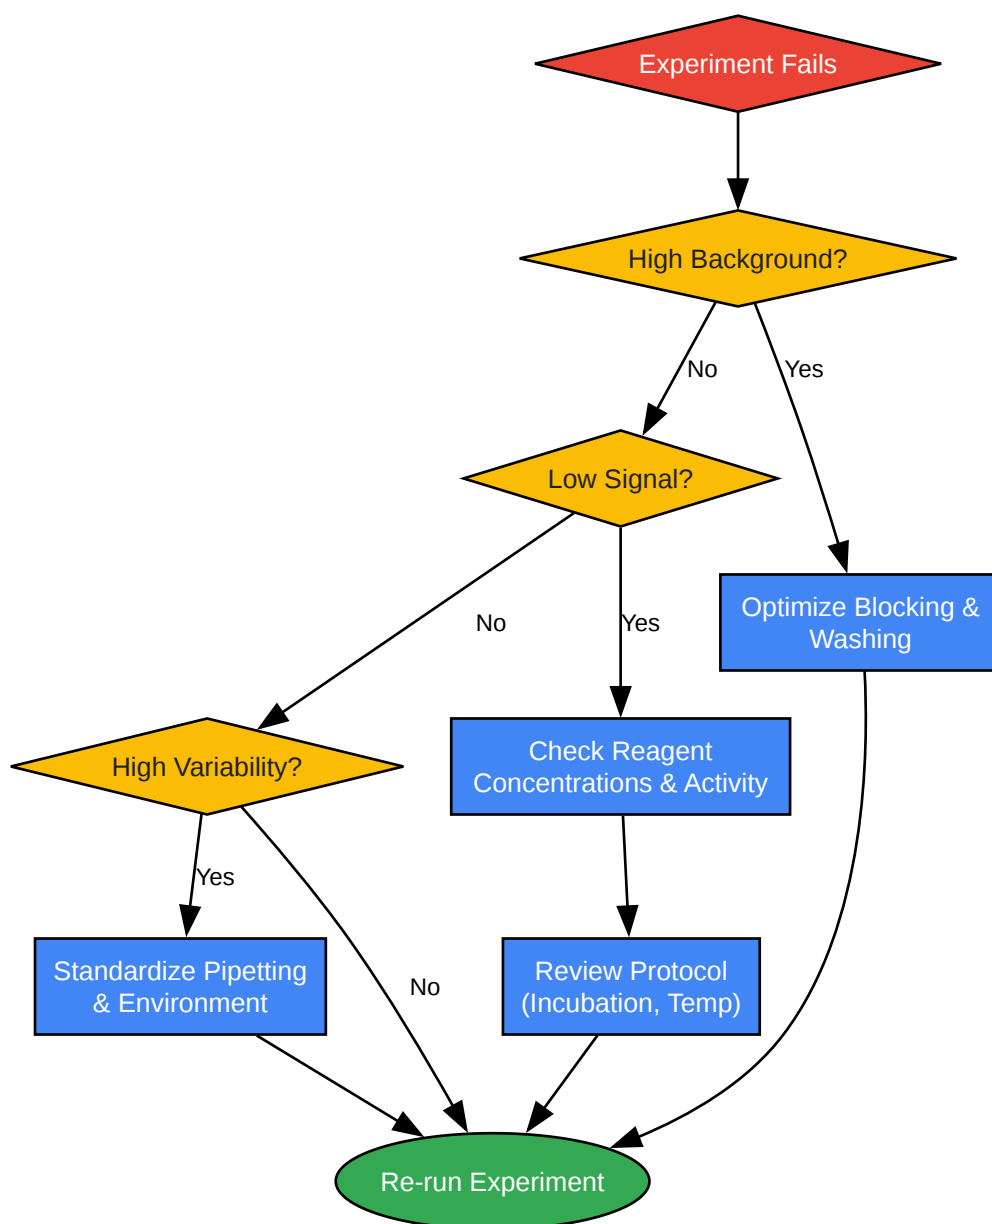 Experiment Fails
High Background?
No
Yes
Low Signal?
Optimize Blocking &
Washing
No
Yes
High Variability?
Check Reagent
Concentrations & Activity
Yes
Standardize Pipetting
& Environment
No
Review Protocol
(Incubation, Temp)
Re-run Experiment